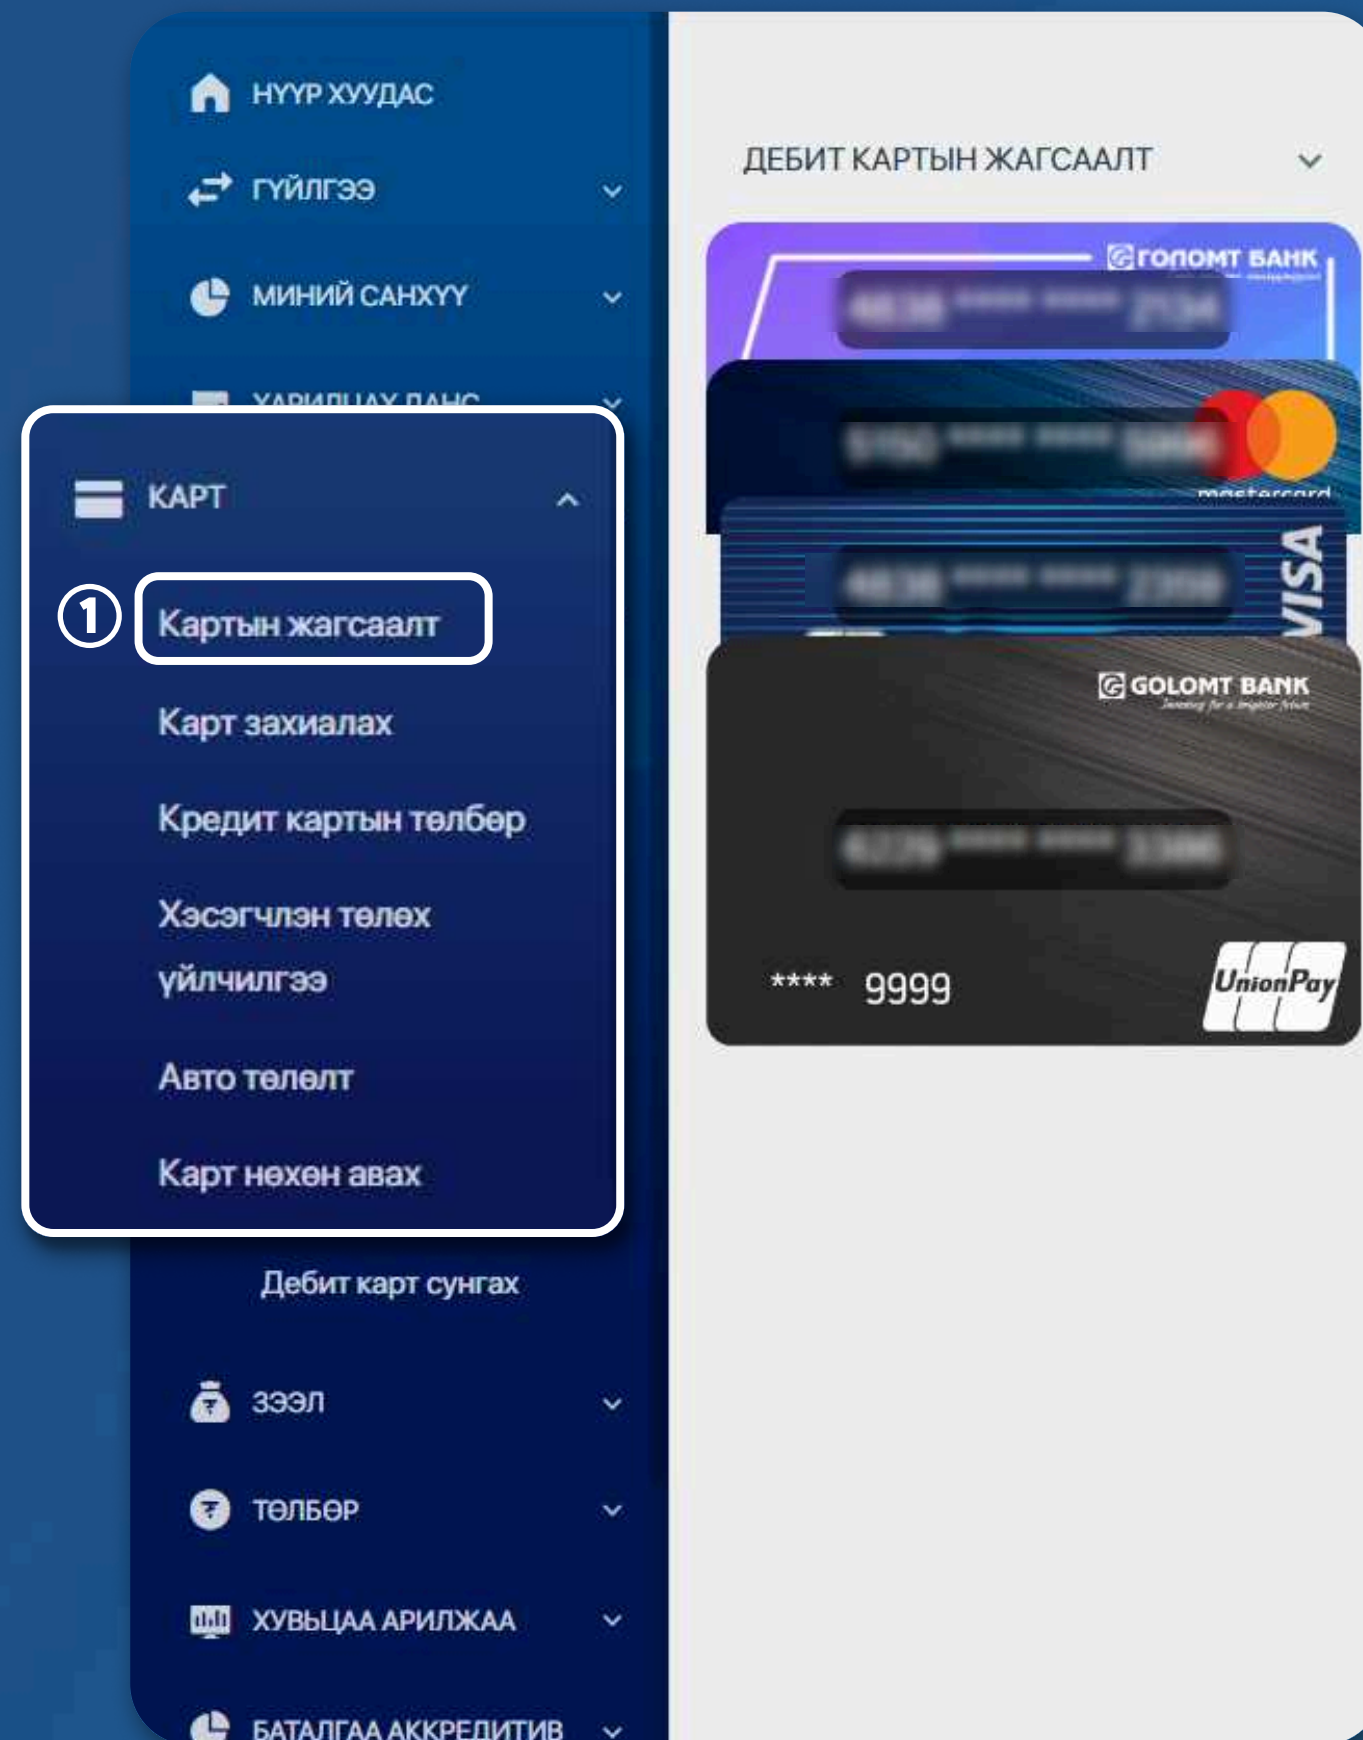 НҮҮР ХУУДАС
ГҮЙЛГЭЭ
МИНИЙ САНХҮҮ
ХАРИЛЦАХ ДАНС
КАРТ
1
Картын жагсаалт
Карт захиалах
Кредит картын төлбөр
Хэсэгчлэн төлөх
үйлчилгээ
Авто төлөлт
Карт нөхөн авах
Дебит карт сунгах
ЗЭЭЛ
ТӨЛБӨР
ХУВЬЦАА АРИЛЖАА
БАТАЛГАА АККРЕДИТИВ
ДЕБИТ КАРТЫН ЖАГСААЛТ
ГОЛОМТ БАНК
mastercard
VISA
GOLOMT BANK
**** 9999
UnionPay